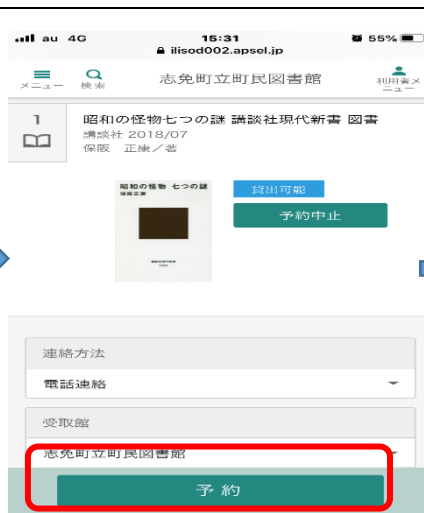 au 4G 15:31 55%
ilisod002.apsel.jp
メニュー 検索 志免町立町民図書館 利用者メニュー
1 昭和の怪物七つの謎 講談社現代新書 図書
講談社 2018/07
保阪 正康／著
昭和の怪物 七つの謎
保阪正康
貸出可能
予約中止
連絡方法
電話連絡
受取館
志免町立町民図書館
予約